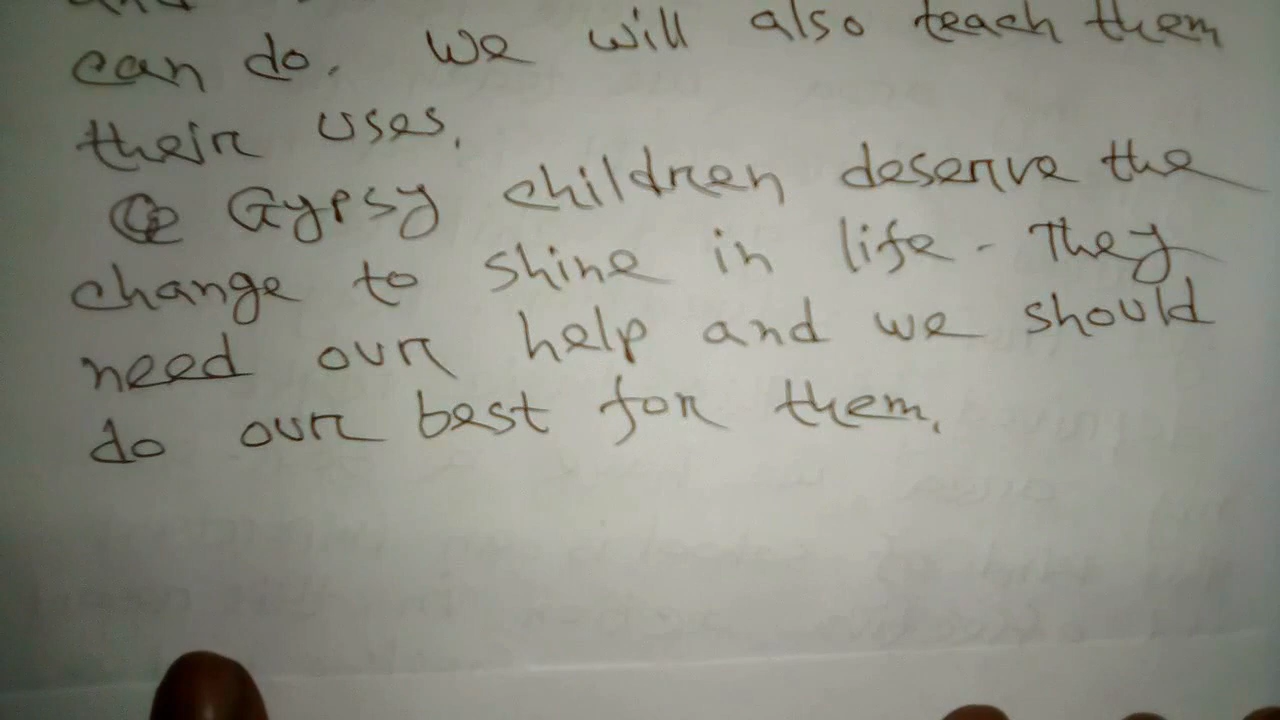 and
can do. We will also teach them
their uses.
Gypsy children deserve the
change to shine in life. They
need our help and we should
do our best for them.